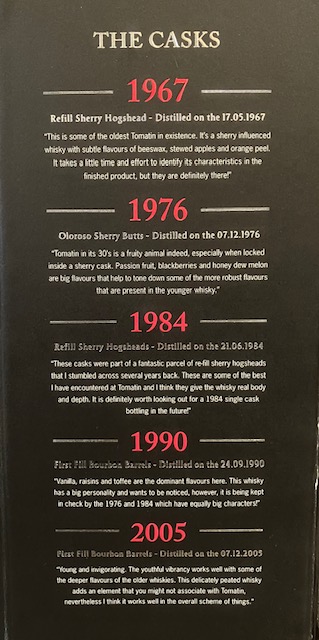 THE CASKS
1967
Refill Sherry Hogshead - Distilled on the 17.05.1967
"This is some of the oldest Tomatin in existence. It's a sherry influenced
whisky with subtle flavours of beeswax, stewed apples and orange peel.
It takes a little time and effort to identify its characteristics in the
finished product, but they are definitely there!"
1976
Oloroso Sherry Butts - Distilled on the 07.12.1976
"Tomatin in its 30's is a fruity animal indeed, especially when locked
inside a sherry cask. Passion fruit, blackberries and honey dew melon
are big flavours that help to tone down some of the more robust flavours
that are present in the younger whisky."
1984
Refill Sherry Hogsheads - Distilled on the 21.06.1984
"These casks were part of a fantastic parcel of re-fill sherry hogsheads
that I stumbled across several years back. These are some of the best
I have encountered at Tomatin and I think they give the whisky real body
and depth. It is definitely worth looking out for a 1984 single cask
bottling in the future!"
1990
First Fill Bourbon Barrels - Distilled on the 24.09.1990
"Vanilla, raisins and toffee are the dominant flavours here. This whisky
has a big personality and wants to be noticed, however, it is being kept
in check by the 1976 and 1984 which have equally big characters!"
2005
First Fill Bourbon Barrels - Distilled on the 07.12.2005
"Young and invigorating. The youthful vibrancy works well with some of
the deeper flavours of the older whiskies. This delicately peated whisky
adds an element that you might not associate with Tomatin,
nevertheless I think it works well in the overall scheme of things."